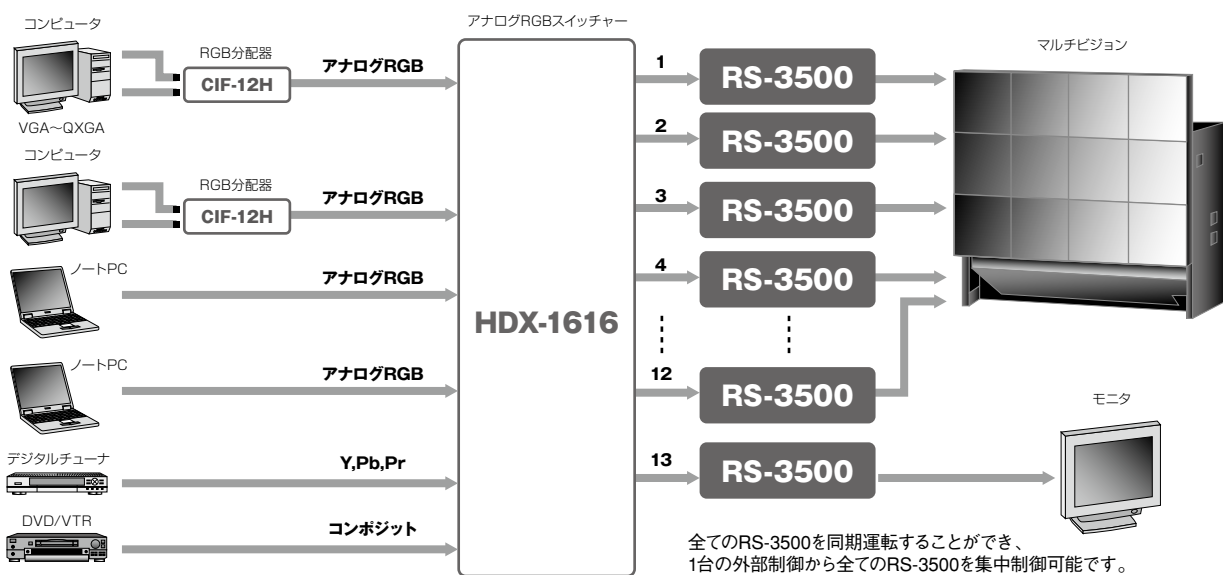 コンピュータ
RGB分配器
CIF-12H
アナログRGB
VGA～QXGA
コンピュータ
RGB分配器
CIF-12H
アナログRGB
ノートPC
アナログRGB
ノートPC
アナログRGB
デジタルチューナ
Y,Pb,Pr
DVD/VTR
コンポジット
アナログRGBスイッチャー
HDX-1616
1
RS-3500
2
RS-3500
3
RS-3500
4
RS-3500
12
RS-3500
13
RS-3500
マルチビジョン
モニタ
全てのRS-3500を同期運転することができ、
1台の外部制御から全てのRS-3500を集中制御可能です。